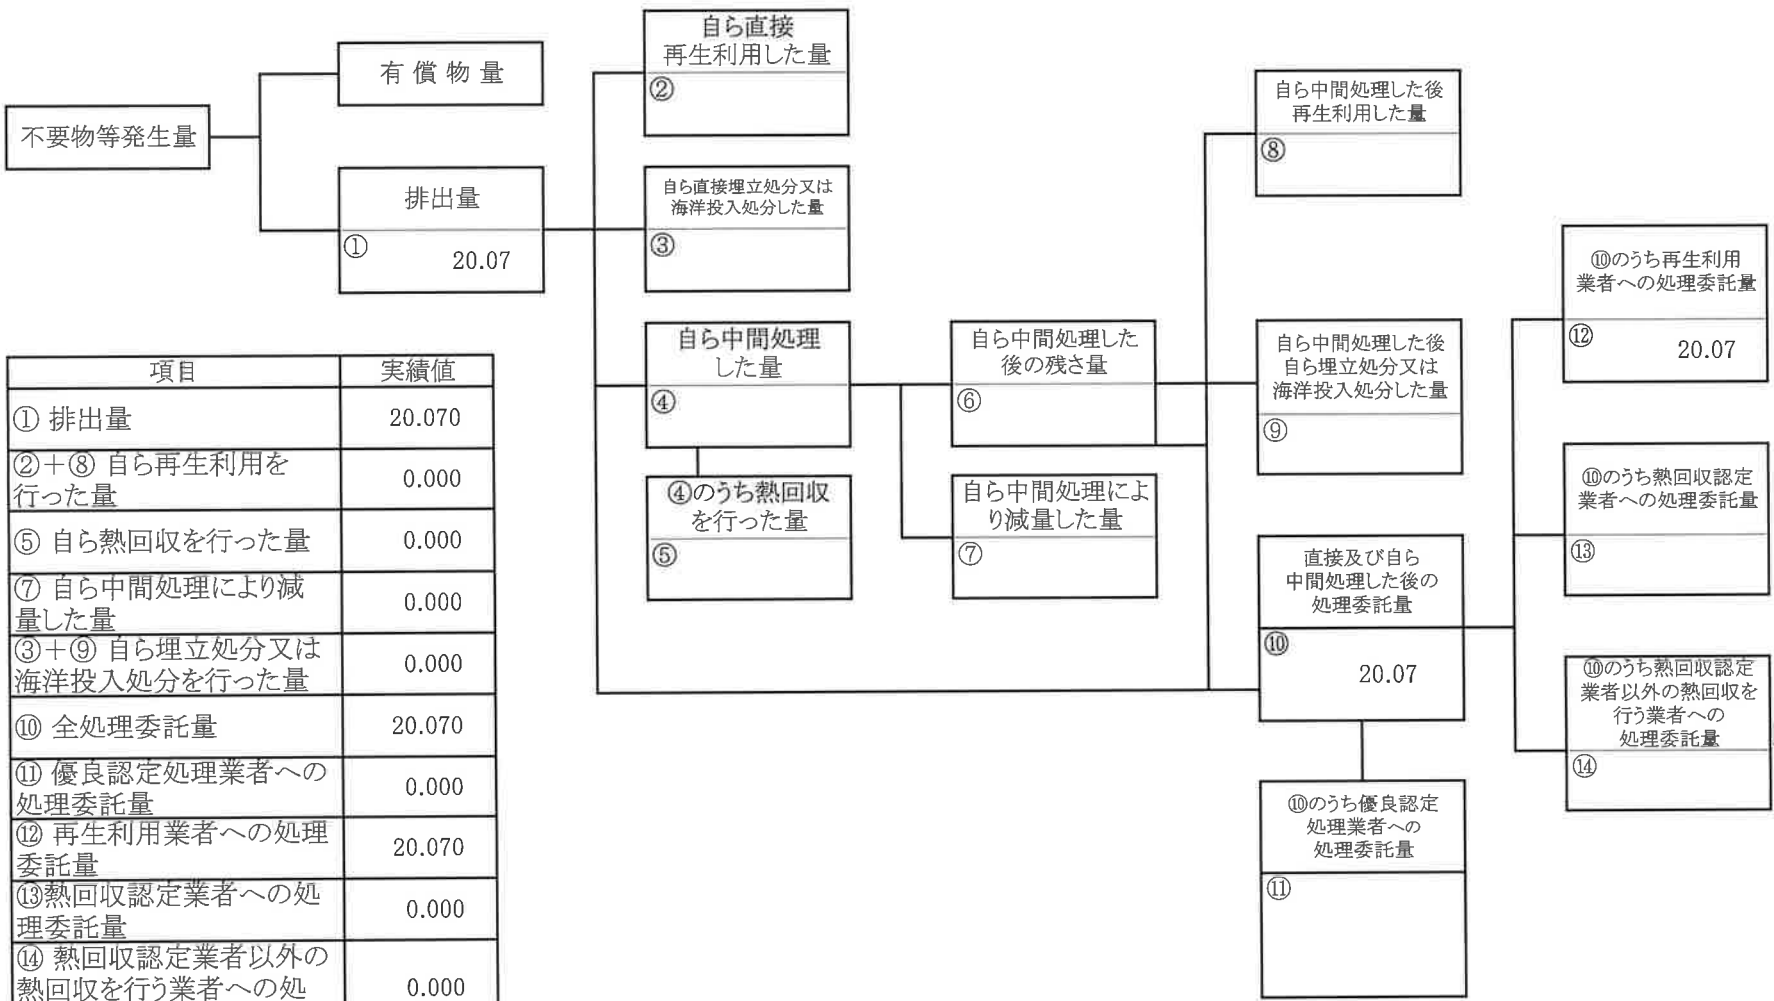 不要物等発生量
有償物量
排出量
①
20.07
自ら直接
再生利用した量
②
自ら直接埋立処分又は
海洋投入処分した量
③
自ら中間処理
した量
④
④のうち熱回収
を行った量
⑤
自ら中間処理した
後の残さ量
⑥
自ら中間処理によ
り減量した量
⑦
自ら中間処理した後
再生利用した量
⑧
自ら中間処理した後
自ら埋立処分又は
海洋投入処分した量
⑨
直接及び自ら
中間処理した後の
処理委託量
⑩
20.07
⑩のうち優良認定
処理業者への
処理委託量
⑪
⑩のうち再生利用
業者への処理委託量
⑫
20.07
⑩のうち熱回収認定
業者への処理委託量
⑬
⑩のうち熱回収認定
業者以外の熱回収を
行う業者への
処理委託量
⑭
項目 実績値
① 排出量 20.070
②+⑧ 自ら再生利用を
行った量 0.000
⑤ 自ら熱回収を行った量 0.000
⑦ 自ら中間処理により減
量した量 0.000
③+⑨ 自ら埋立処分又は
海洋投入処分を行った量 0.000
⑩ 全処理委託量 20.070
⑪ 優良認定処理業者への
処理委託量 0.000
⑫ 再生利用業者への処理
委託量 20.070
⑬熱回収認定業者への処
理委託量 0.000
⑭ 熱回収認定業者以外の
熱回収を行う業者への処 0.000